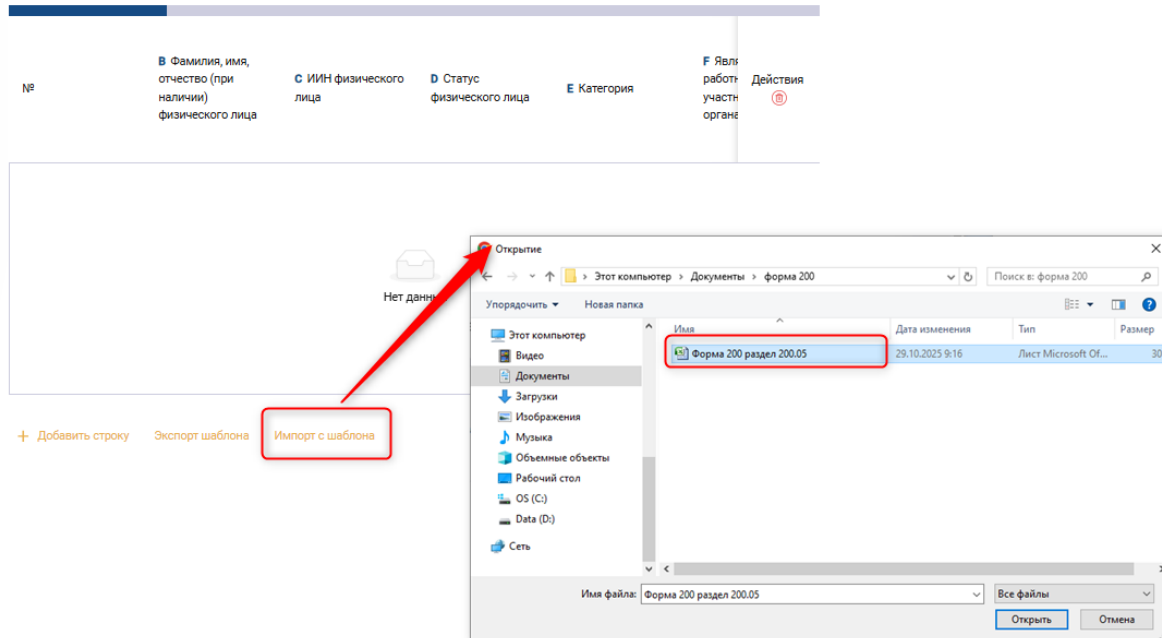 №
B Фамилия, имя,
отчество (при
наличии)
физического лица
C ИИН физического
лица
D Статус
физического лица
E Категория
F Явля
работн
участн
органа
Действия
Нет данн
+ Добавить строку
Экспорт шаблона
Импорт с шаблона
Открытие
Этот компьютер > Документы > форма 200
Поиск в: форма 200
Упорядочить
Новая папка
Этот компьютер
Видео
Документы
Загрузки
Изображения
Музыка
Объемные объекты
Рабочий стол
OS (C:)
Data (D:)
Сеть
Имя
Дата изменения
Тип
Размер
Форма 200 раздел 200.05
29.10.2025 9:16
Лист Microsoft Of...
30
Имя файла:
Форма 200 раздел 200.05
Все файлы
Открыть
Отмена